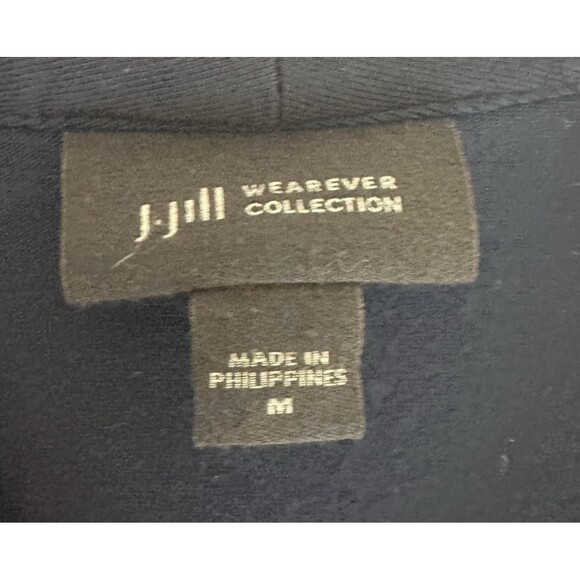 J.Jill WEAREVER
COLLECTION
MADE IN
PHILIPPINES
M